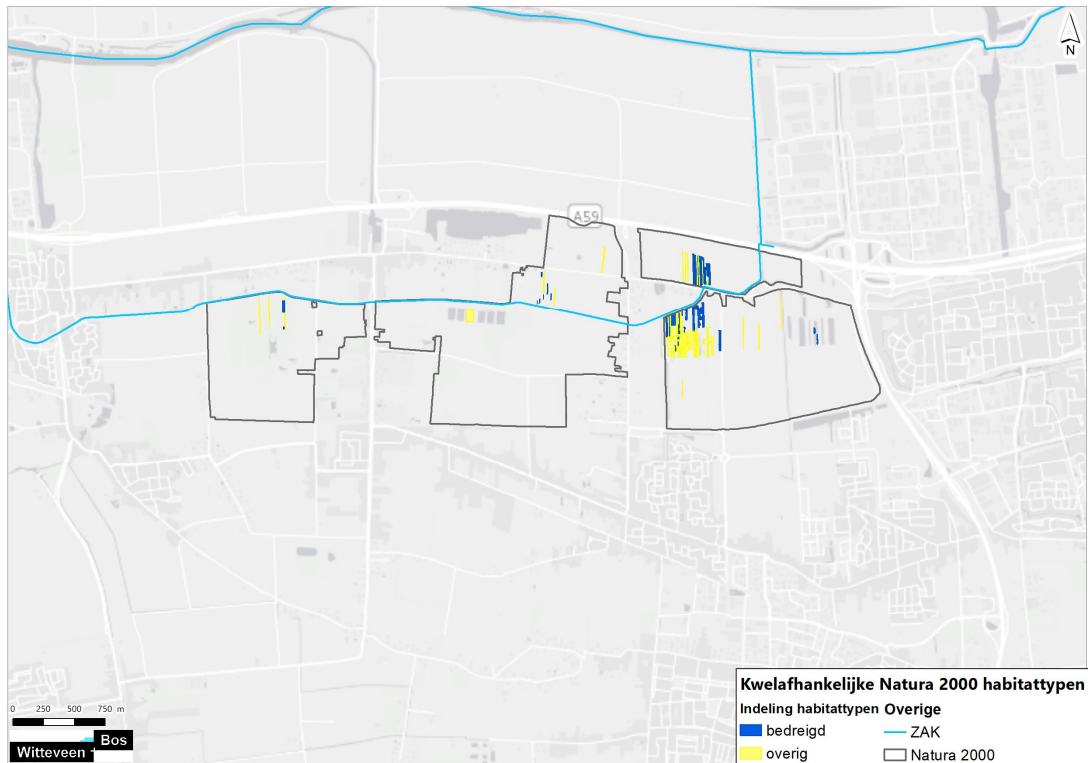 N
A59
0 250 500 750 m
Witteveen +
Bos
Kwelafhankelijke Natura 2000 habitattypen
Indeling habitattypen Overige
bedreigd ZAK
overig Natura 2000